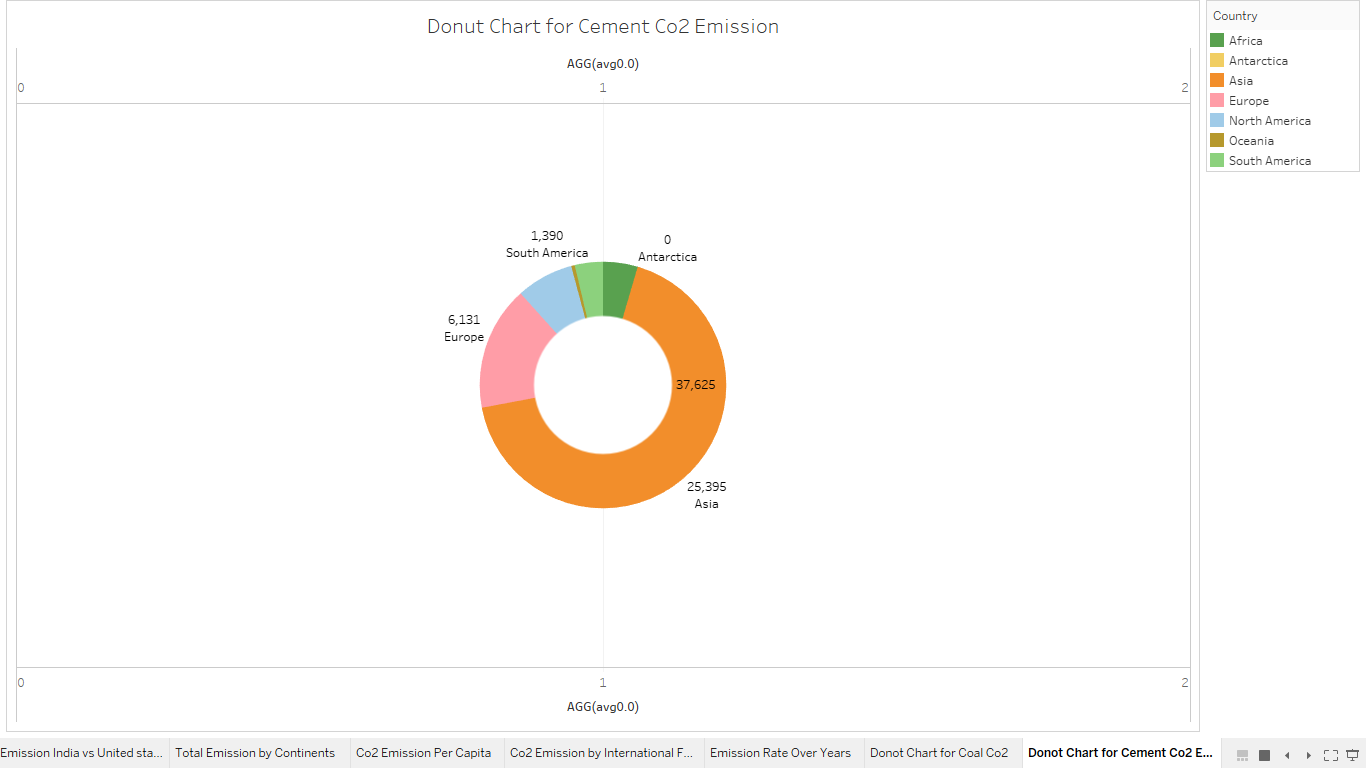 Donut Chart for Cement Co2 Emission
AGG(avg0.0)
0 1 2
1,390
South America
0
Antarctica
6,131
Europe
37,625
25,395
Asia
0 1 2
AGG(avg0.0)
Country
Africa
Antarctica
Asia
Europe
North America
Oceania
South America
Emission India vs United sta... Total Emission by Continents Co2 Emission Per Capita Co2 Emission by International F... Emission Rate Over Years Donot Chart for Coal Co2 Donot Chart for Cement Co2 E...